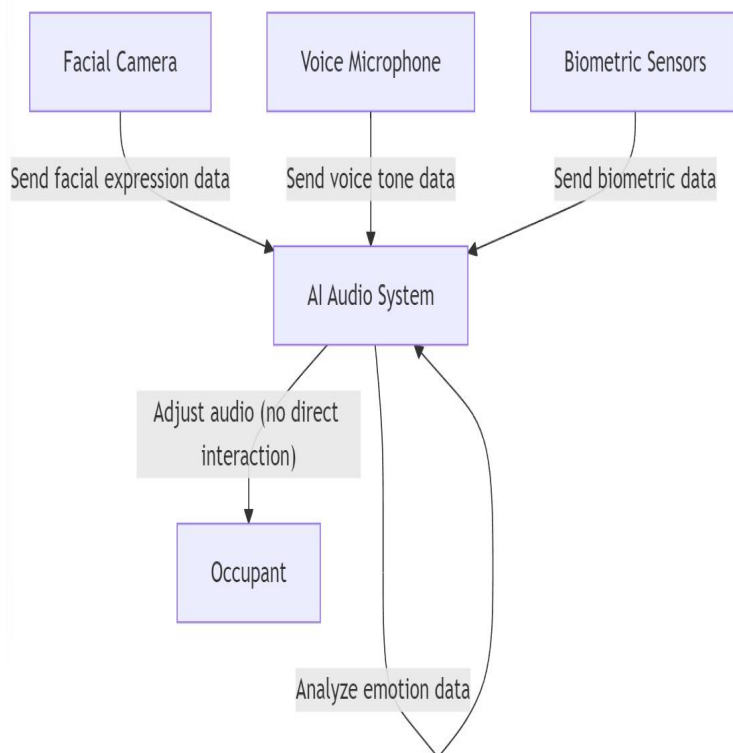 Facial Camera
Voice Microphone
Biometric Sensors
Send facial expression data
Send voice tone data
Send biometric data
AI Audio System
Adjust audio (no direct
interaction)
Occupant
Analyze emotion data